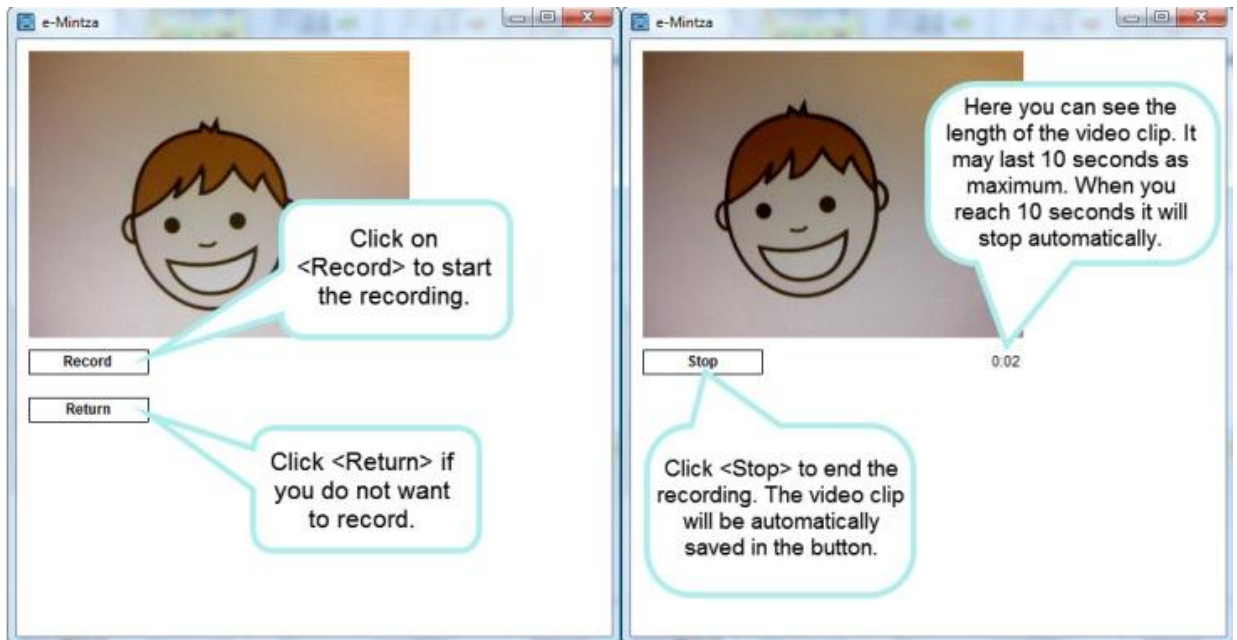 e-Mintza
Click on
<Record> to start
the recording.
Record
Return
Click <Return> if
you do not want
to record.
e-Mintza
Here you can see the
length of the video clip. It
may last 10 seconds as
maximum. When you
reach 10 seconds it will
stop automatically.
Stop
0:02
Click <Stop> to end the
recording. The video clip
will be automatically
saved in the button.